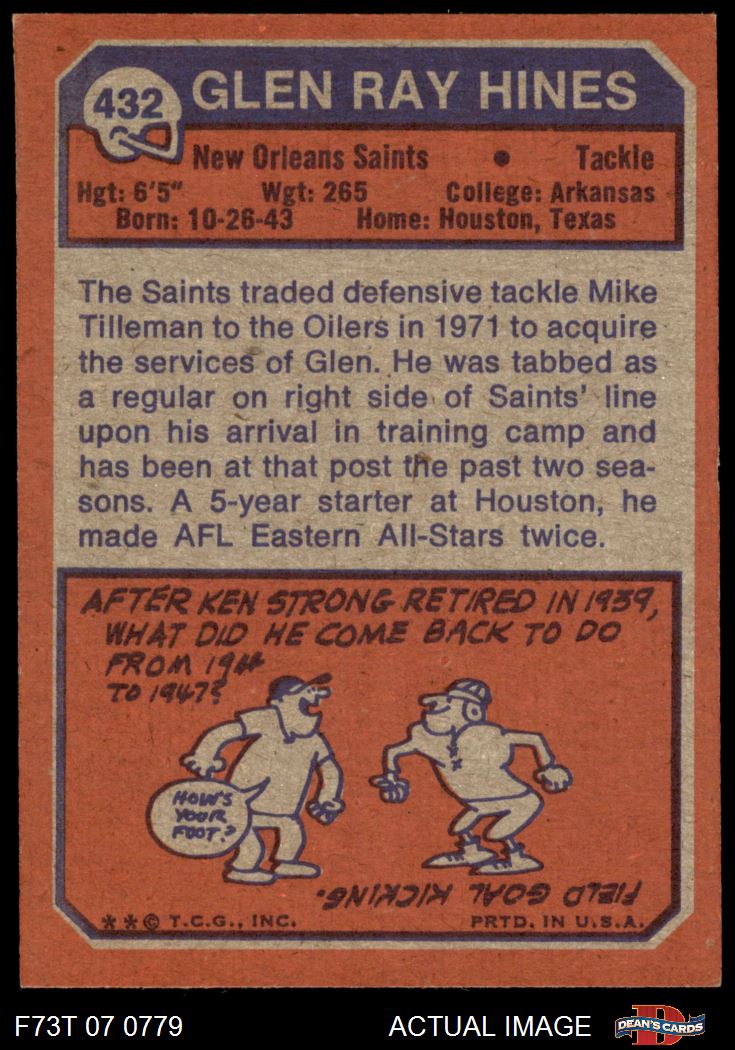 432 GLEN RAY HINES
New Orleans Saints • Tackle
Hgt: 6'5" Wgt: 265 College: Arkansas
Born: 10-26-43 Home: Houston, Texas
The Saints traded defensive tackle Mike
Tilleman to the Oilers in 1971 to acquire
the services of Glen. He was tabbed as
a regular on right side of Saints' line
upon his arrival in training camp and
has been at that post the past two sea-
sons. A 5-year starter at Houston, he
made AFL Eastern All-Stars twice.
AFTER KEN STRONG RETIRED IN 1939,
WHAT DID HE COME BACK TO DO
FROM 1944
TO 1947?
HOW'S
YOUR
FOOT?
FIELD GOAL KICKING.
**© T.C.G., INC. PRTD. IN U.S.A.
F73T 07 0779 ACTUAL IMAGE DEAN'S CARDS